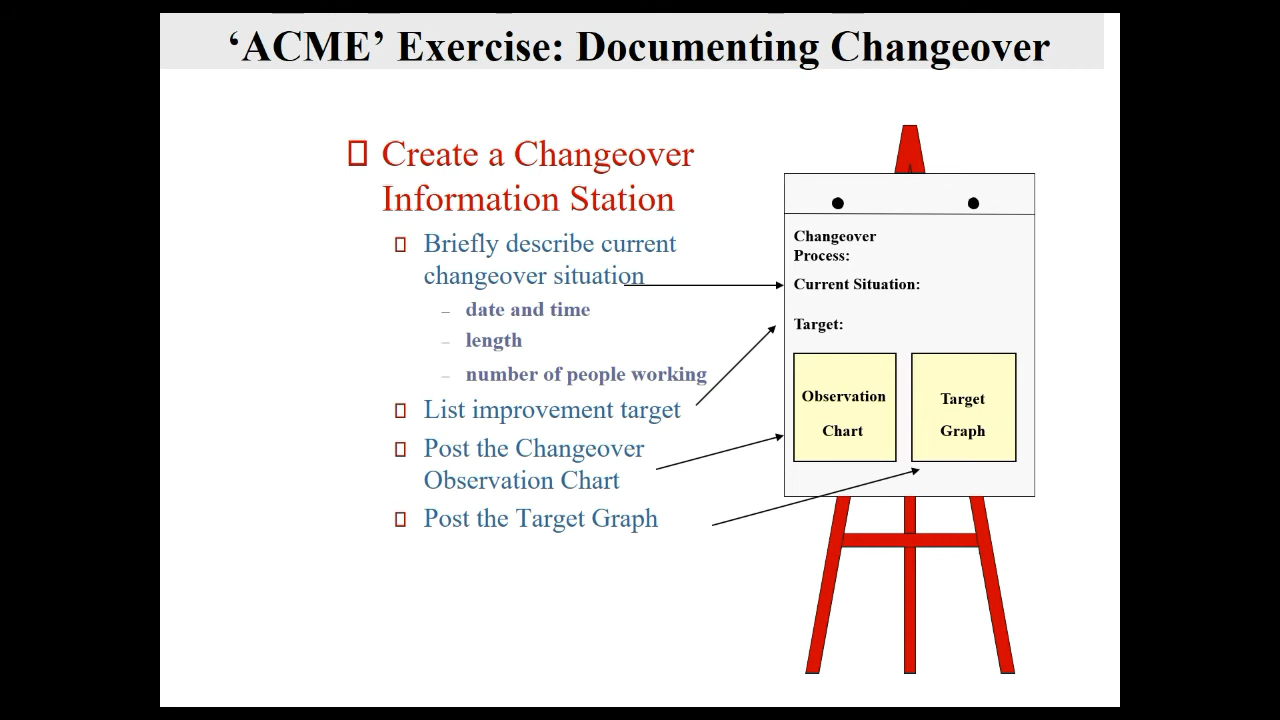 ‘ACME’ Exercise: Documenting Changeover
Create a Changeover
Information Station
Briefly describe current
changeover situation
– date and time
– length
– number of people working
List improvement target
Post the Changeover
Observation Chart
Post the Target Graph
Changeover
Process:
Current Situation:
Target:
Observation
Chart
Target
Graph